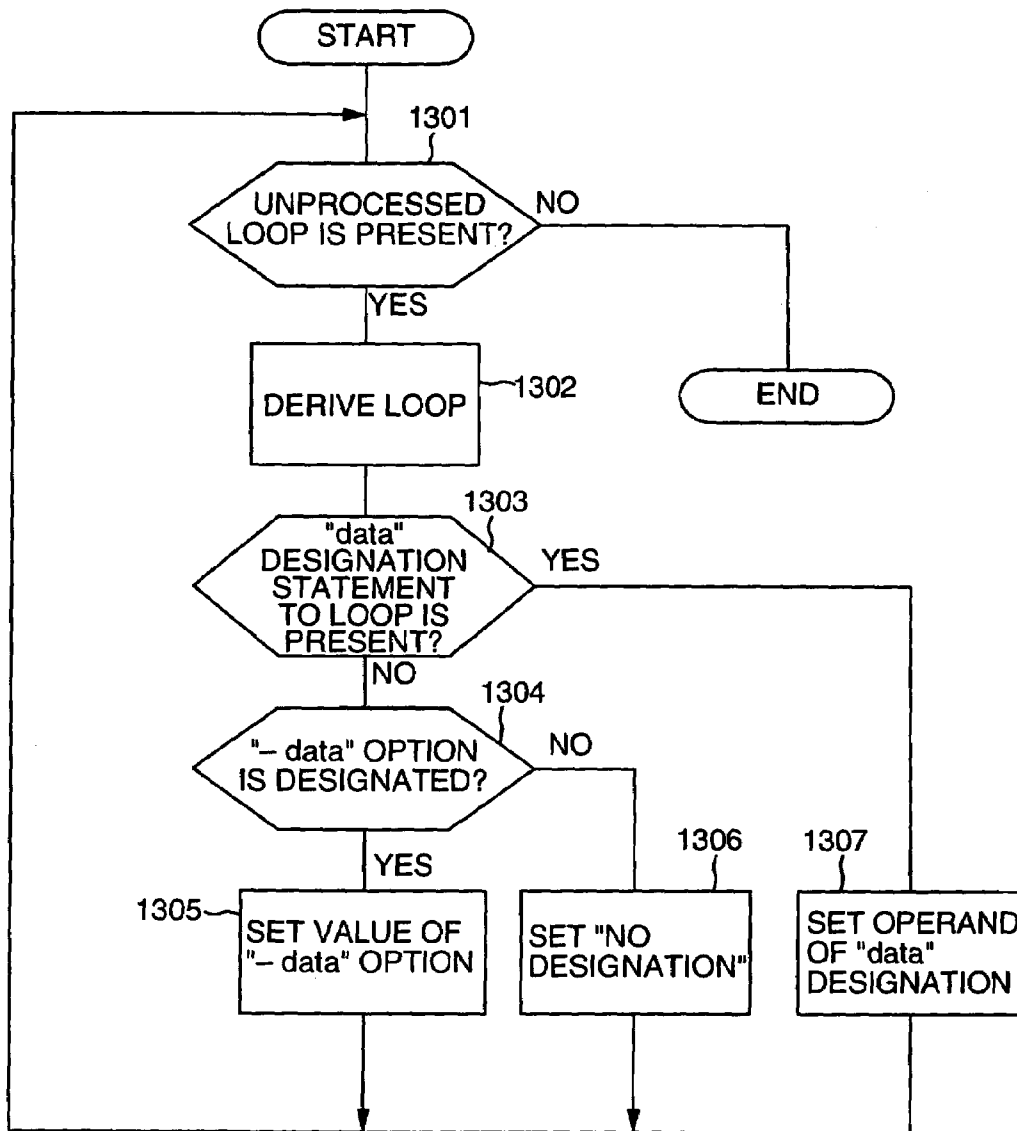 START
1301
UNPROCESSED
LOOP IS PRESENT?
NO
YES
DERIVE LOOP
1302
END
1303
"data"
DESIGNATION
STATEMENT
TO LOOP IS
PRESENT?
YES
NO
1304
"– data" OPTION
IS DESIGNATED?
NO
YES
1305
SET VALUE OF
"– data" OPTION
1306
SET "NO
DESIGNATION"
1307
SET OPERAND
OF "data"
DESIGNATION